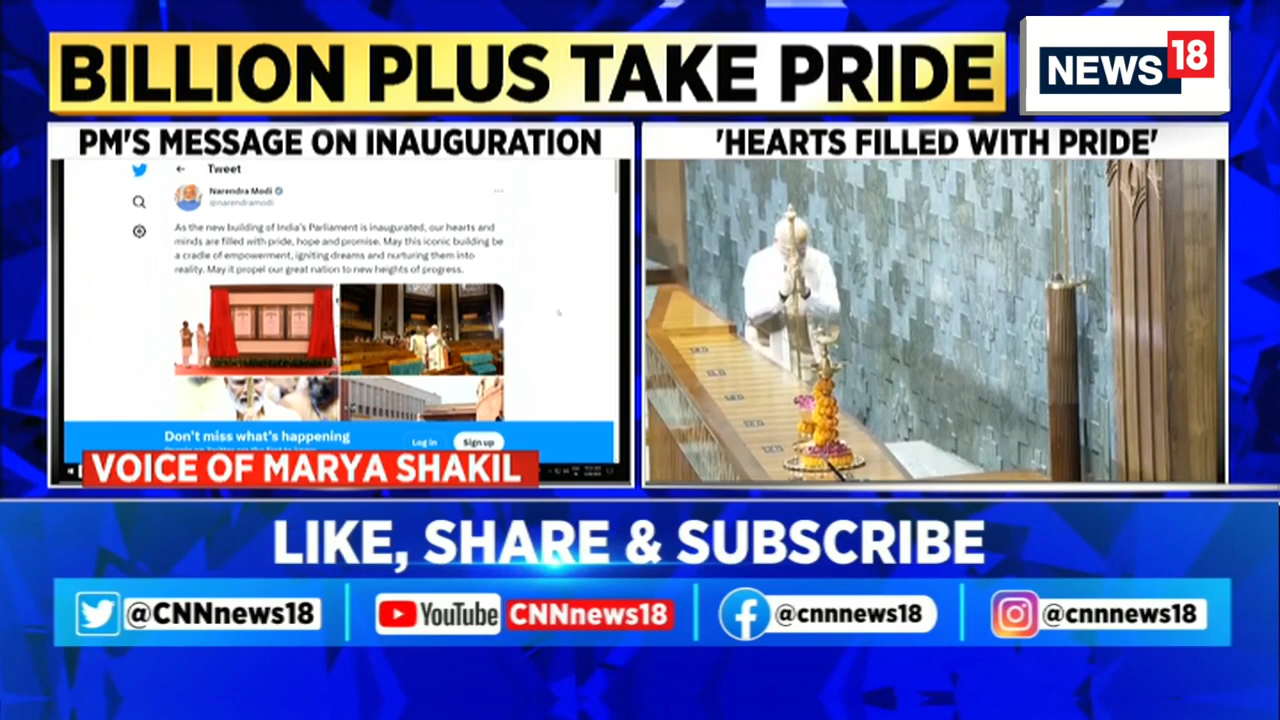 BILLION PLUS TAKE PRIDE
NEWS 18
PM'S MESSAGE ON INAUGURATION
'HEARTS FILLED WITH PRIDE'
Tweet
Narendra Modi
@narendramodi
As the new building of India's Parliament is inaugurated, our hearts and
minds are filled with pride, hope and promise. May this iconic building be
a cradle of empowerment, igniting dreams and nurturing them into
reality. May it propel our great nation to new heights of progress.
Don't miss what's happening
Log in
Sign up
VOICE OF MARYA SHAKIL
LIKE, SHARE & SUBSCRIBE
@CNNnews18
YouTube CNNnews18
@cnnnews18
@cnnnews18